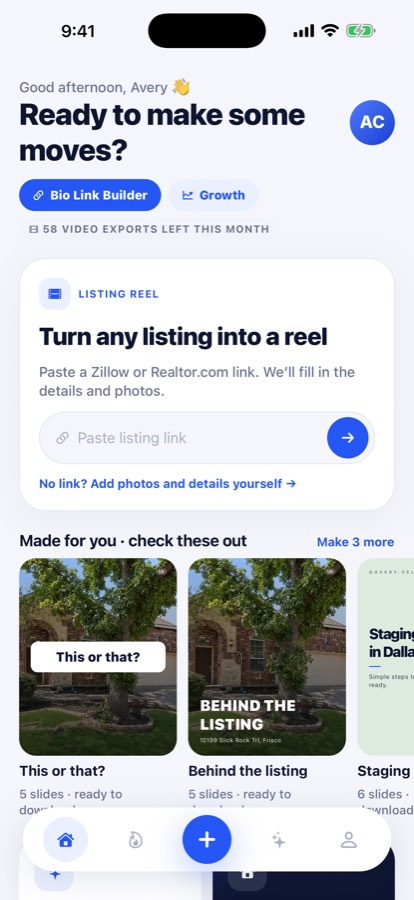 9:41
Good afternoon, Avery 👋
Ready to make some
moves?
AC
Bio Link Builder
Growth
58 VIDEO EXPORTS LEFT THIS MONTH
LISTING REEL
Turn any listing into a reel
Paste a Zillow or Realtor.com link. We'll fill in the
details and photos.
Paste listing link
No link? Add photos and details yourself →
Made for you · check these out
Make 3 more
This or that?
BEHIND THE
LISTING
10199 Slick Rock Trl, Frisco
Staging
in Dalla
Simple steps t
ready.
This or that?
5 slides · ready to
Behind the listing
5 slides · ready to
Staging
6 slides ·